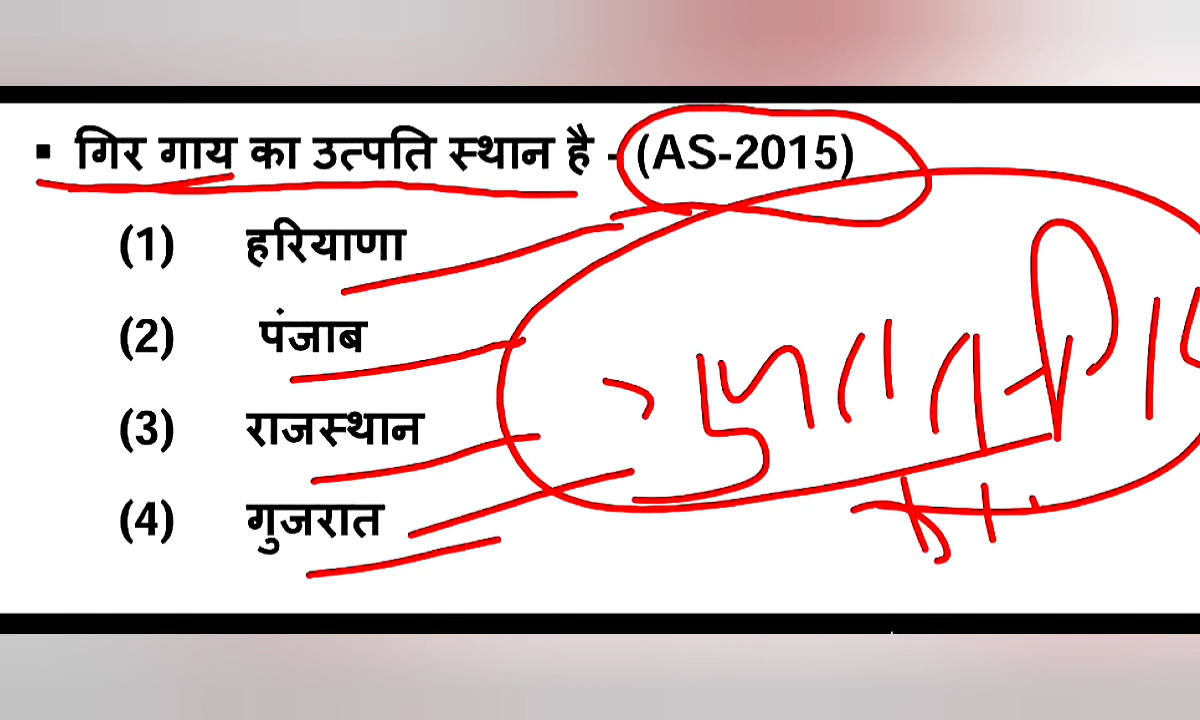 ▪ गिर गाय का उत्पति स्थान है - (AS-2015)
(1) हरियाणा
(2) पंजाब
(3) राजस्थान
(4) गुजरात